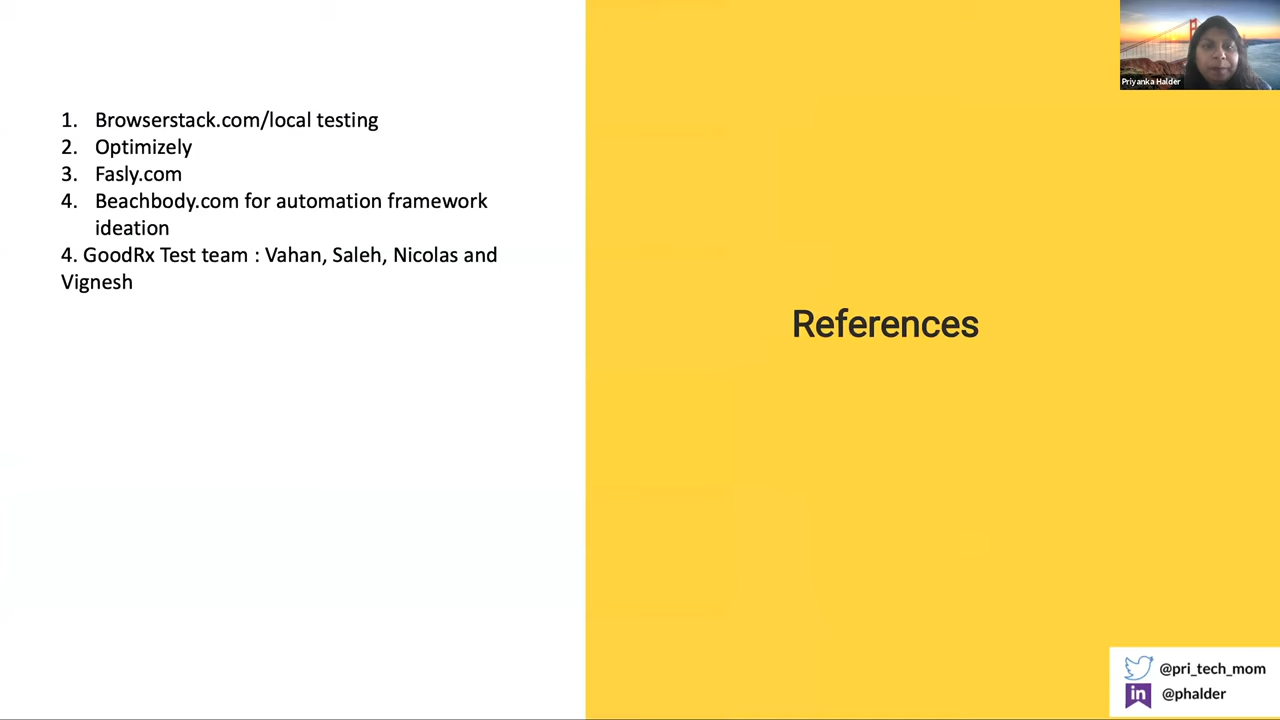 Priyanka Halder
1. Browserstack.com/local testing
2. Optimizely
3. Fasly.com
4. Beachbody.com for automation framework
ideation
4. GoodRx Test team : Vahan, Saleh, Nicolas and
Vignesh
References
@pri_tech_mom
in @phalder